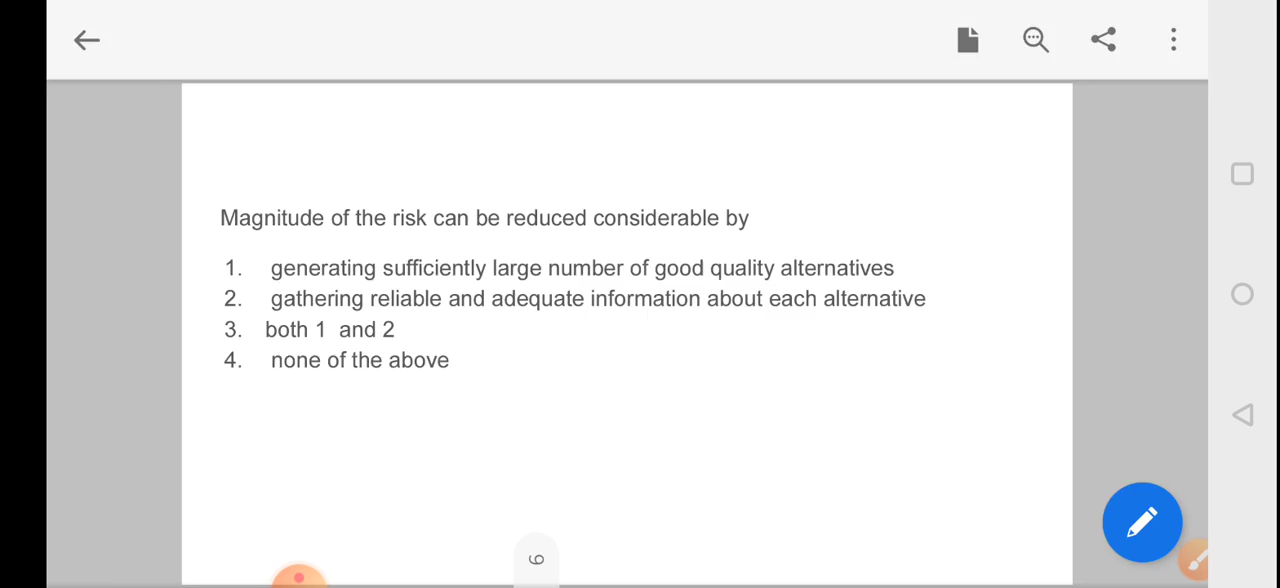 Magnitude of the risk can be reduced considerable by
1. generating sufficiently large number of good quality alternatives
2. gathering reliable and adequate information about each alternative
3. both 1 and 2
4. none of the above
6